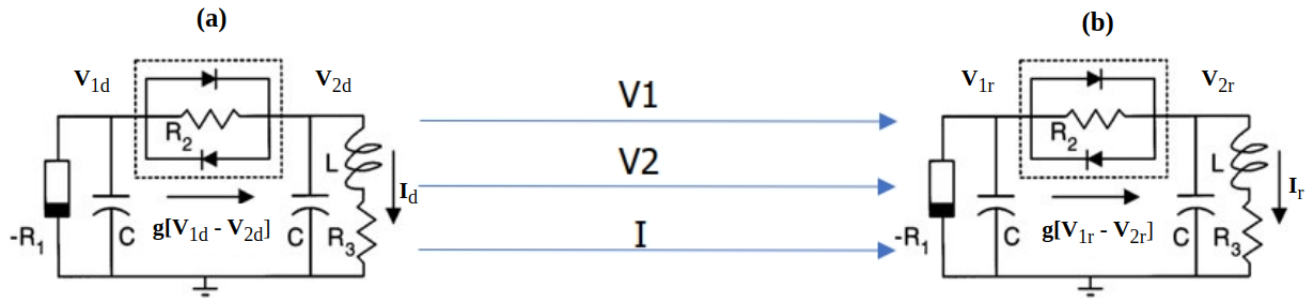 (a)
(b)
V1d
V2d
V1
V1r
V2r
R2
R2
L
L
V2
Id
Ir
-R1
C
g[V1d - V2d]
C
R3
I
-R1
C
g[V1r - V2r]
C
R3